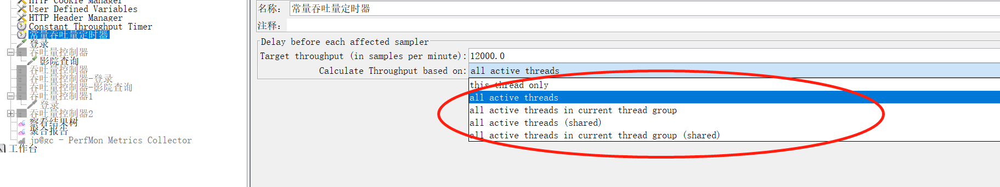 HTTP Cookie Manager
User Defined Variables
HTTP Header Manager
Constant Throughput Timer
常量吞吐量定时器
登录
吞吐量控制器
影院查询
吞吐量控制器
吞吐量控制器-登录
吞吐量控制器-影院查询
吞吐量控制器1
登录
吞吐量控制器2
察看结果树
聚合报告
jp@gc - PerfMon Metrics Collector
工作台
名称： 常量吞吐量定时器
注释：
Delay before each affected sampler
Target throughput (in samples per minute): 12000.0
Calculate Throughput based on: all active threads
this thread only
all active threads
all active threads in current thread group
all active threads (shared)
all active threads in current thread group (shared)